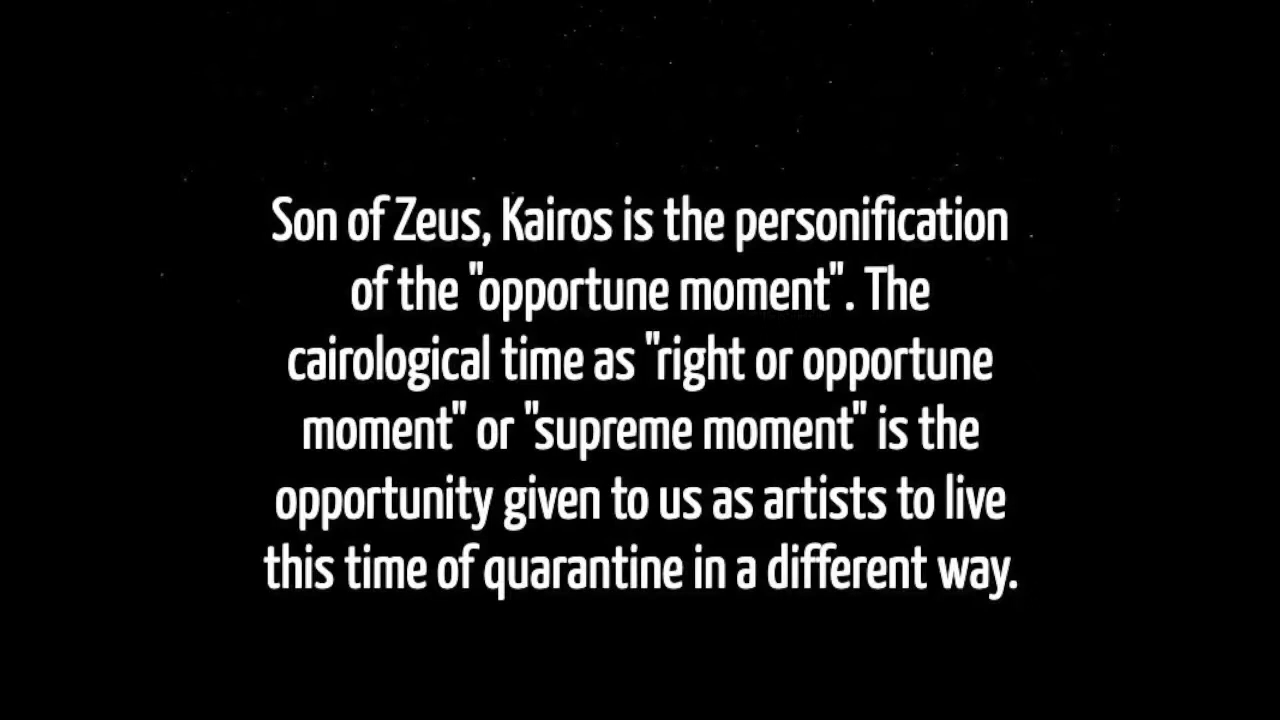 Son of Zeus, Kairos is the personification
of the "opportune moment". The
cairological time as "right or opportune
moment" or "supreme moment" is the
opportunity given to us as artists to live
this time of quarantine in a different way.